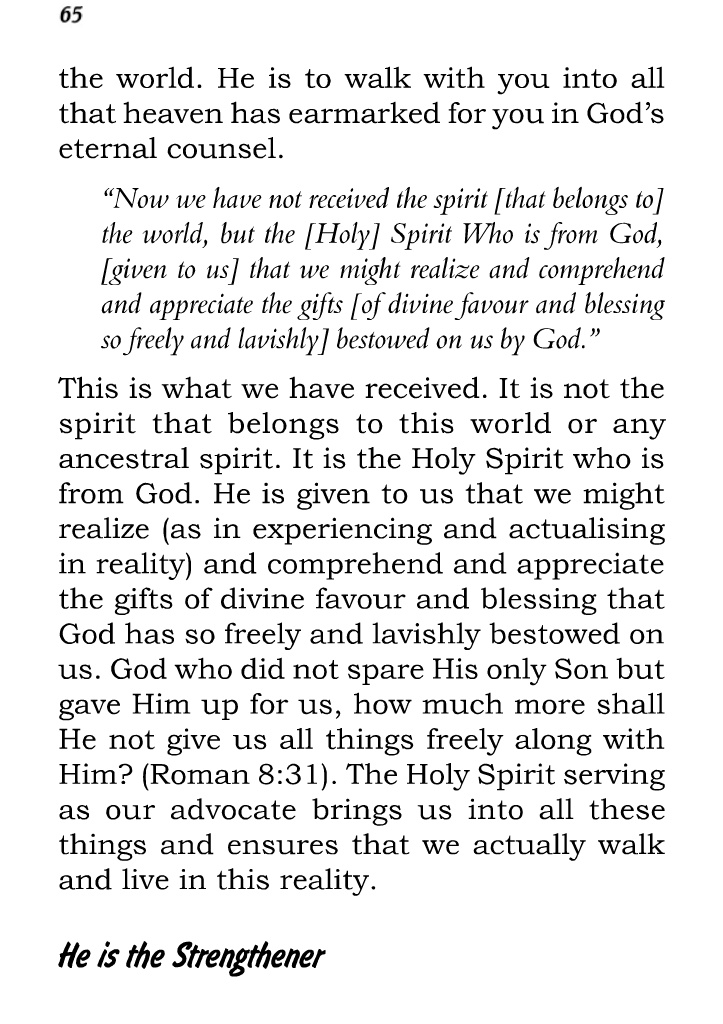 65
the world. He is to walk with you into all
that heaven has earmarked for you in God’s
eternal counsel.
“Now we have not received the spirit [that belongs to]
the world, but the [Holy] Spirit Who is from God,
[given to us] that we might realize and comprehend
and appreciate the gifts [of divine favour and blessing
so freely and lavishly] bestowed on us by God.”
This is what we have received. It is not the
spirit that belongs to this world or any
ancestral spirit. It is the Holy Spirit who is
from God. He is given to us that we might
realize (as in experiencing and actualising
in reality) and comprehend and appreciate
the gifts of divine favour and blessing that
God has so freely and lavishly bestowed on
us. God who did not spare His only Son but
gave Him up for us, how much more shall
He not give us all things freely along with
Him? (Roman 8:31). The Holy Spirit serving
as our advocate brings us into all these
things and ensures that we actually walk
and live in this reality.
He is the Strengthener